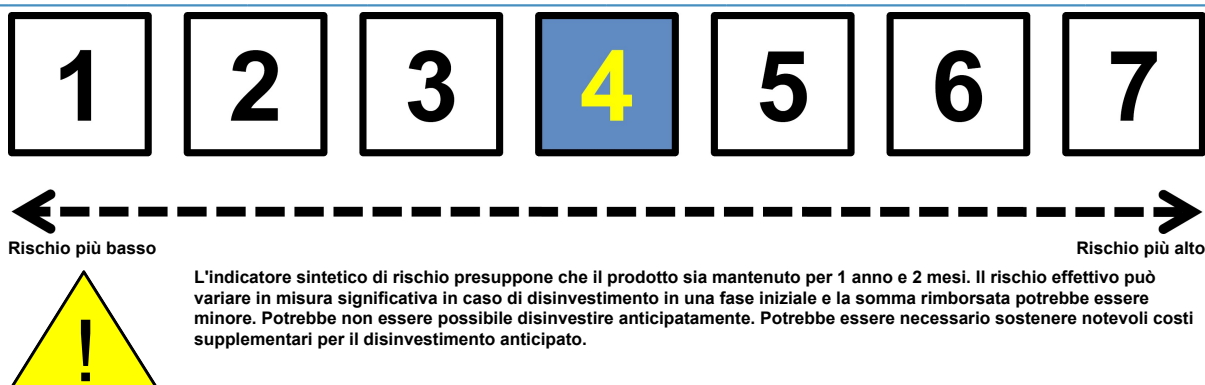 1 2 3 4 5 6 7
Rischio più basso Rischio più alto
!
L'indicatore sintetico di rischio presuppone che il prodotto sia mantenuto per 1 anno e 2 mesi. Il rischio effettivo può
variare in misura significativa in caso di disinvestimento in una fase iniziale e la somma rimborsata potrebbe essere
minore. Potrebbe non essere possibile disinvestire anticipatamente. Potrebbe essere necessario sostenere notevoli costi
supplementari per il disinvestimento anticipato.